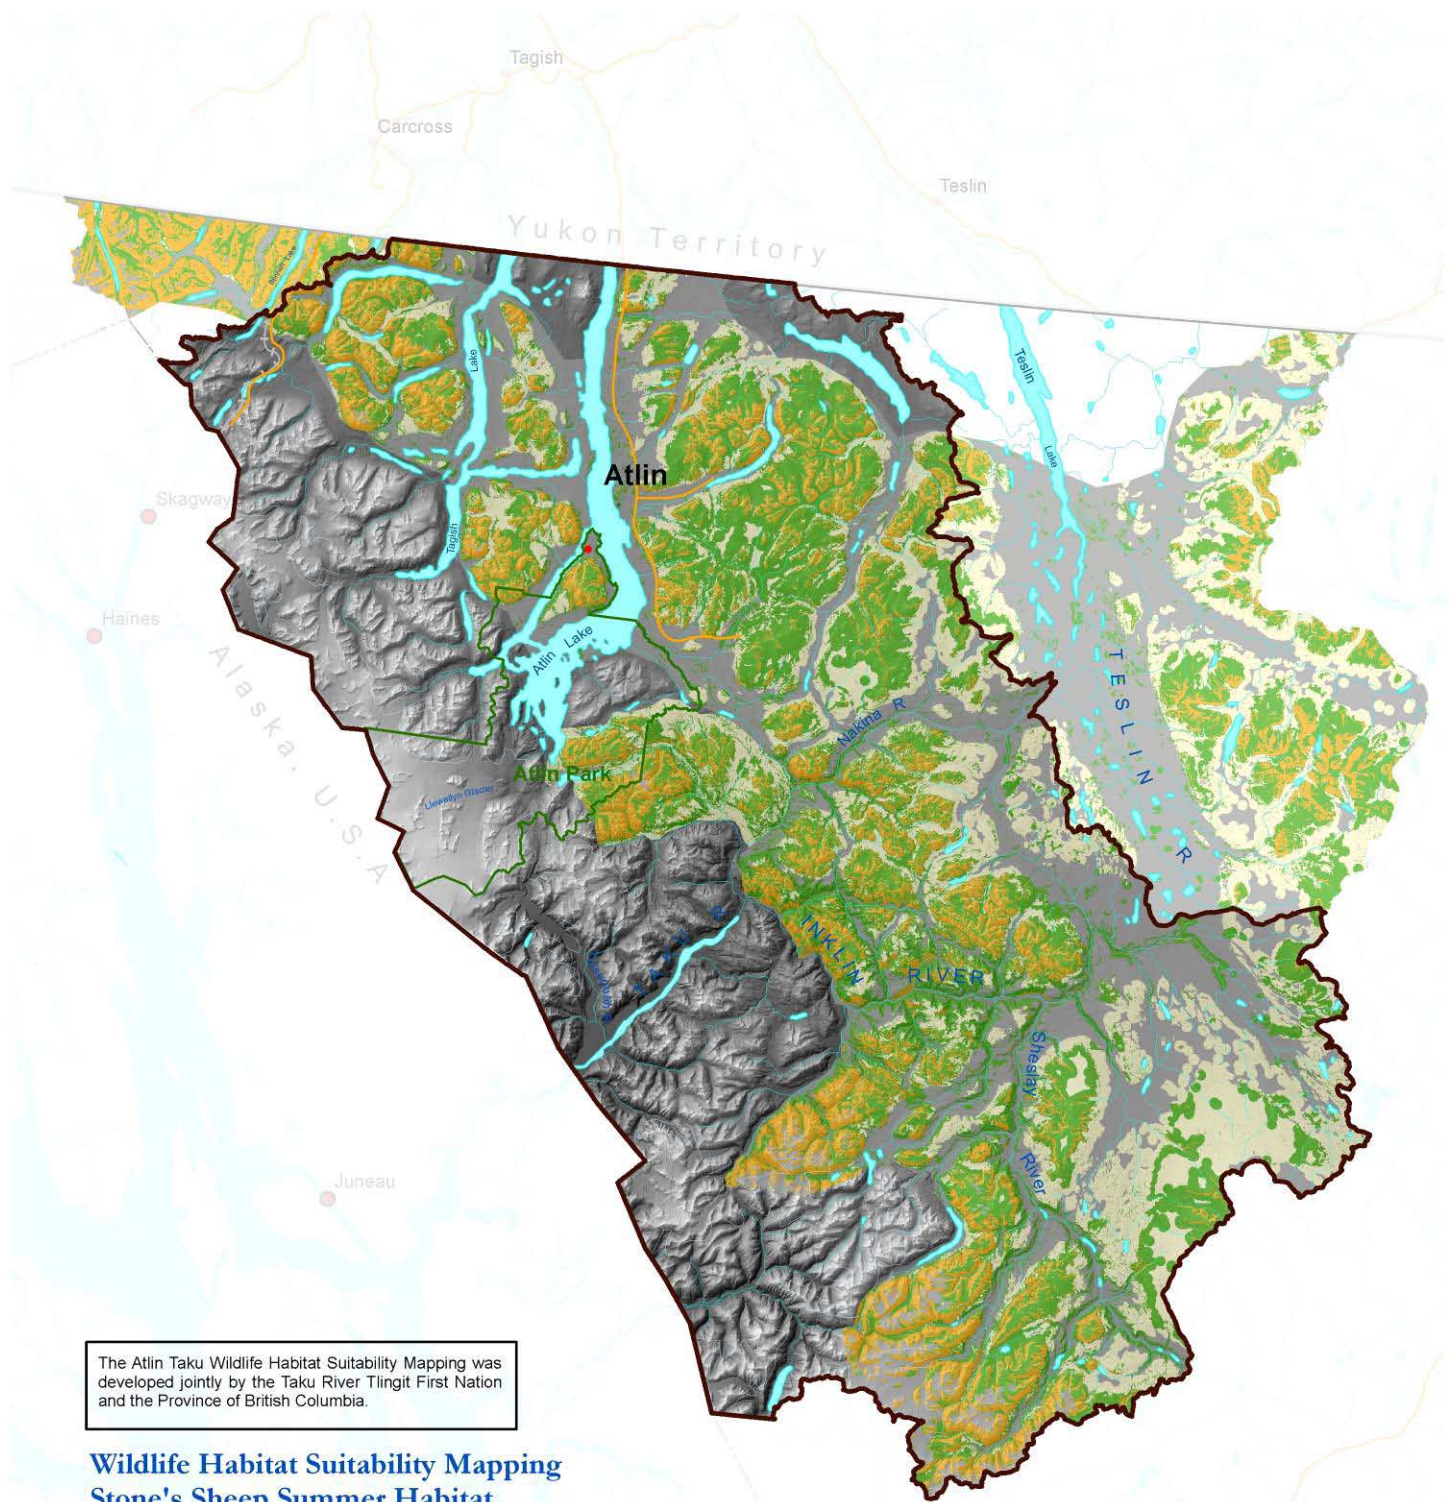 Tagish
Carcross
Teslin
Yukon Territory
Teslin
Lake
Lake
Atlin
Skagway
Tagish
Haines
Atlin Lake
TESLIN R
Alaska, U.S.A
Nakina R
Atlin Park
Llewellyn Glacier
INKLIN
RIVER
Sheslay
River
Juneau
The Atlin Taku Wildlife Habitat Suitability Mapping was
developed jointly by the Taku River Tlingit First Nation
and the Province of British Columbia.
Wildlife Habitat Suitability Mapping
Stone's Sheep Summer Habitat